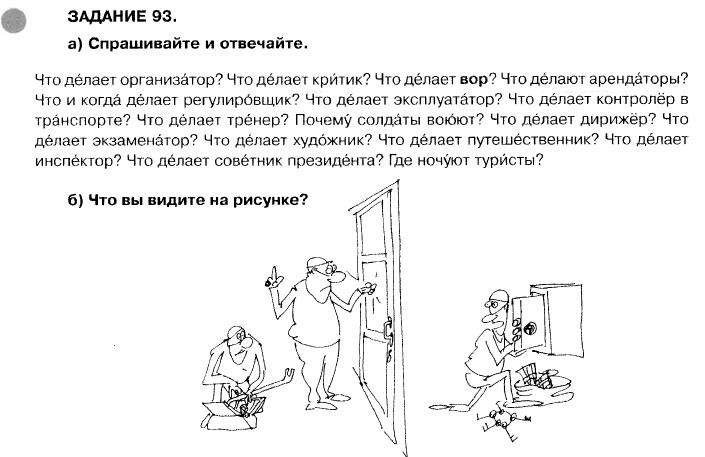 ЗАДАНИЕ 93.
а) Спрашивайте и отвечайте.
Что де́лает организа́тор? Что де́лает кри́тик? Что де́лает вор? Что де́лают аренда́торы?
Что и когда́ де́лает регулиро́вщик? Что де́лает эксплуата́тор? Что де́лает контролёр в
тра́нспорте? Что де́лает тре́нер? Почему́ солда́ты вою́ют? Что де́лает дирижёр? Что
де́лает экзамена́тор? Что де́лает худо́жник? Что де́лает путеше́ственник? Что де́лает
инспе́ктор? Что де́лает сове́тник президе́нта? Где ночу́ют тури́сты?
б) Что вы видите на рисунке?